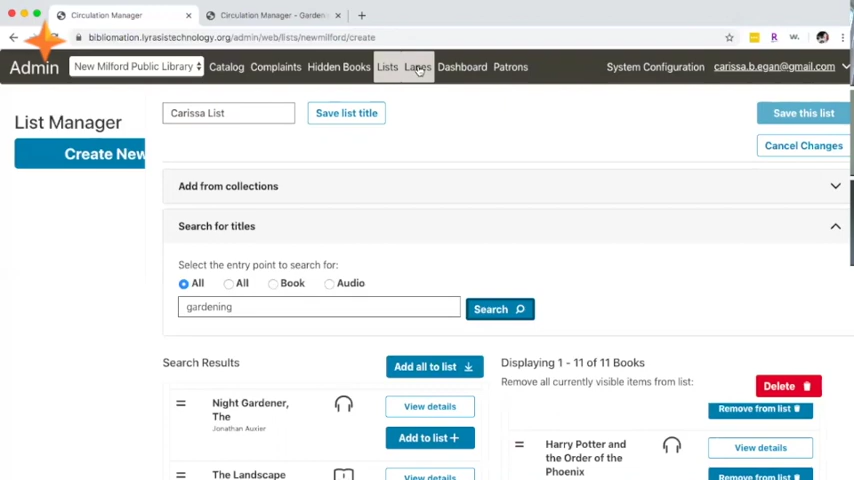 Circulation Manager
Circulation Manager - Garden
bibliomation.lyrasistechnology.org/admin/web/lists/newmilford/create
Admin
New Milford Public Library
Catalog
Complaints
Hidden Books
Lists
Lanes
Dashboard
Patrons
System Configuration
carissa.b.egan@gmail.com
List Manager
Create New
Carissa List
Save list title
Save this list
Cancel Changes
Add from collections
Search for titles
Select the entry point to search for:
All
All
Book
Audio
gardening
Search
Search Results
Add all to list
Displaying 1 - 11 of 11 Books
Remove all currently visible items from list:
Delete
Night Gardener,
The
Jonathan Auxier
View details
Add to list
Remove from list
Harry Potter and
the Order of the
Phoenix
View details
The Landscape
View details
Remove from list